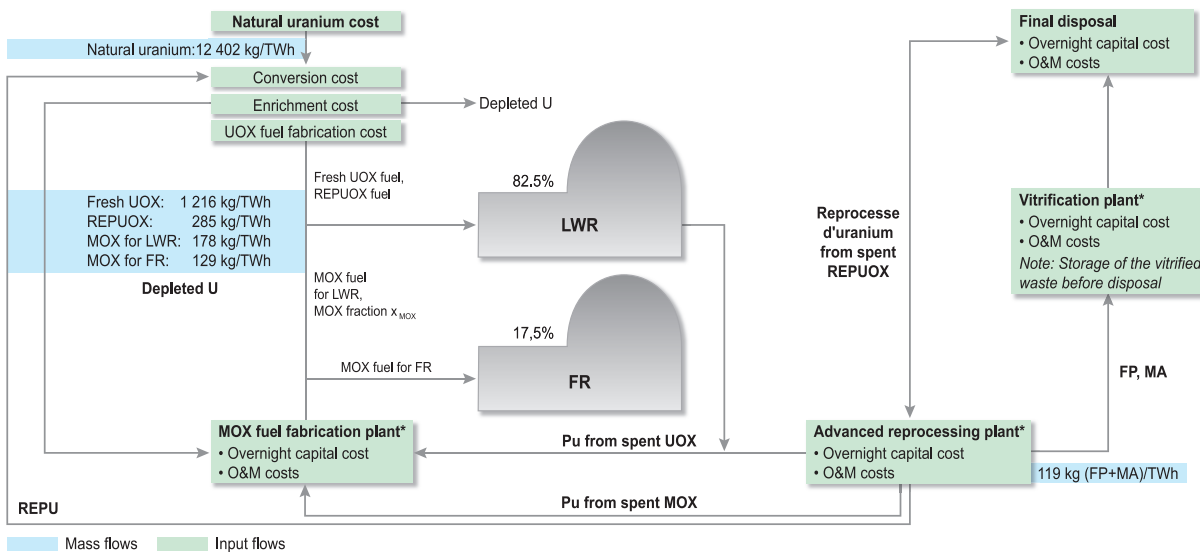 Natural uranium cost
Natural uranium:12 402 kg/TWh
Conversion cost
Enrichment cost
Depleted U
UOX fuel fabrication cost
Fresh UOX fuel,
REPUOX fuel
82.5%
LWR
Fresh UOX: 1 216 kg/TWh
REPUOX: 285 kg/TWh
MOX for LWR: 178 kg/TWh
MOX for FR: 129 kg/TWh
Depleted U
MOX fuel
for LWR,
MOX fraction x MOX
17,5%
MOX fuel for FR
FR
MOX fuel fabrication plant*
• Overnight capital cost
• O&M costs
Pu from spent UOX
Pu from spent MOX
REPU
Final disposal
• Overnight capital cost
• O&M costs
Reprocesse
d'uranium
from spent
REPUOX
Vitrification plant*
• Overnight capital cost
• O&M costs
Note: Storage of the vitrified
waste before disposal
FP, MA
Advanced reprocessing plant*
• Overnight capital cost
• O&M costs
119 kg (FP+MA)/TWh
Mass flows
Input flows